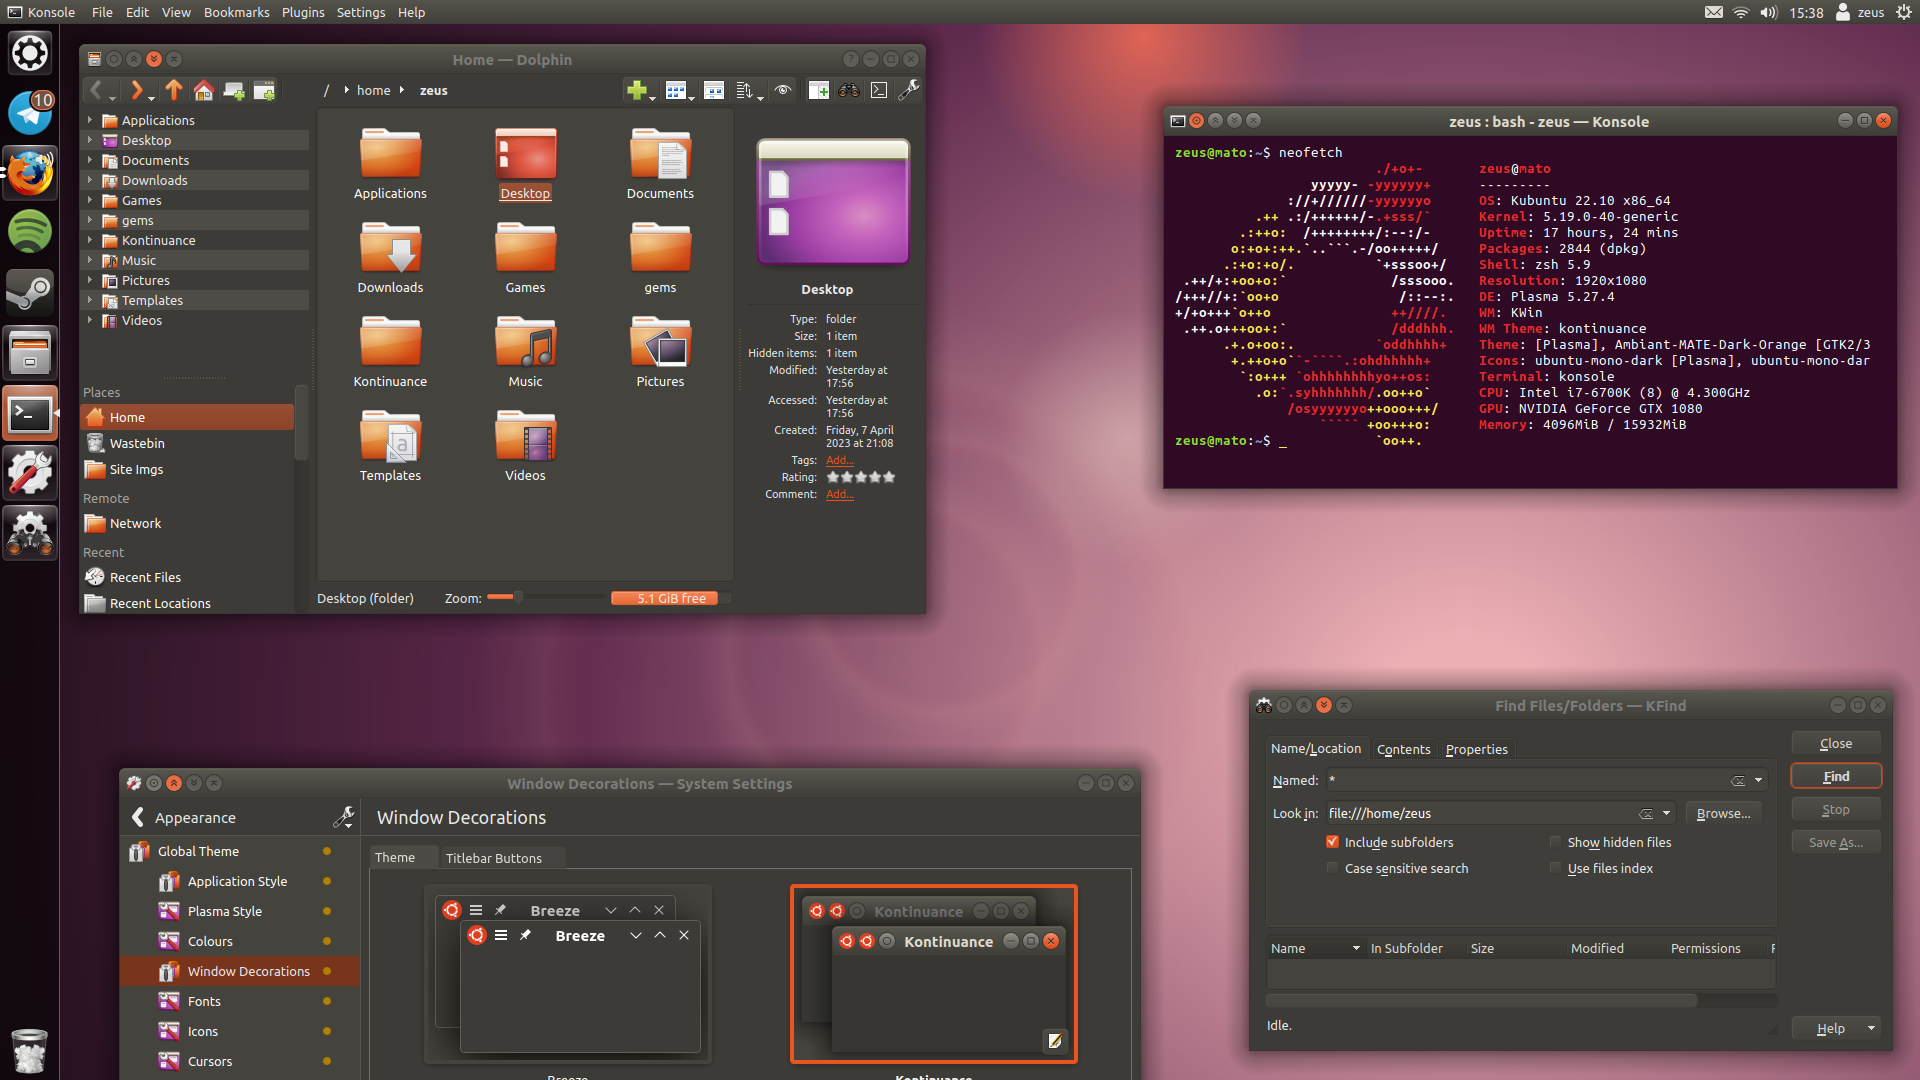 Konsole File Edit View Bookmarks Plugins Settings Help
15:38 zeus
10
Home — Dolphin
/ home zeus
Applications
Desktop
Documents
Downloads
Games
gems
Kontinuance
Music
Pictures
Templates
Videos
Places
Home
Wastebin
Site Imgs
Remote
Network
Recent
Recent Files
Recent Locations
Applications
Desktop
Documents
Downloads
Games
gems
Kontinuance
Music
Pictures
Templates
Videos
Desktop
Type: folder
Size: 1 item
Hidden items: 1 item
Modified: Yesterday at
17:56
Accessed: Yesterday at
17:56
Created: Friday, 7 April
2023 at 21:08
Tags: Add...
Rating:
Comment: Add...
Desktop (folder)
Zoom:
5.1 GiB free
zeus : bash - zeus — Konsole
zeus@mato:~$ neofetch
zeus@mato
---------
OS: Kubuntu 22.10 x86_64
Kernel: 5.19.0-40-generic
Uptime: 17 hours, 24 mins
Packages: 2844 (dpkg)
Shell: zsh 5.9
Resolution: 1920x1080
DE: Plasma 5.27.4
WM: KWin
WM Theme: kontinuance
Theme: [Plasma], Ambiant-MATE-Dark-Orange [GTK2/3
Icons: ubuntu-mono-dark [Plasma], ubuntu-mono-dar
Terminal: konsole
CPU: Intel i7-6700K (8) @ 4.300GHz
GPU: NVIDIA GeForce GTX 1080
Memory: 4096MiB / 15932MiB
zeus@mato:~$ _
Window Decorations — System Settings
Appearance
Global Theme
Application Style
Plasma Style
Colours
Window Decorations
Fonts
Icons
Cursors
Window Decorations
Theme
Titlebar Buttons
Breeze
Breeze
Breeze
Kontinuance
Kontinuance
Kontinuance
Find Files/Folders — KFind
Name/Location Contents Properties
Named: *
Look in: file:///home/zeus
Browse...
Include subfolders
Show hidden files
Case sensitive search
Use files index
Close
Find
Stop
Save As...
Name In Subfolder Size Modified Permissions
Idle.
Help